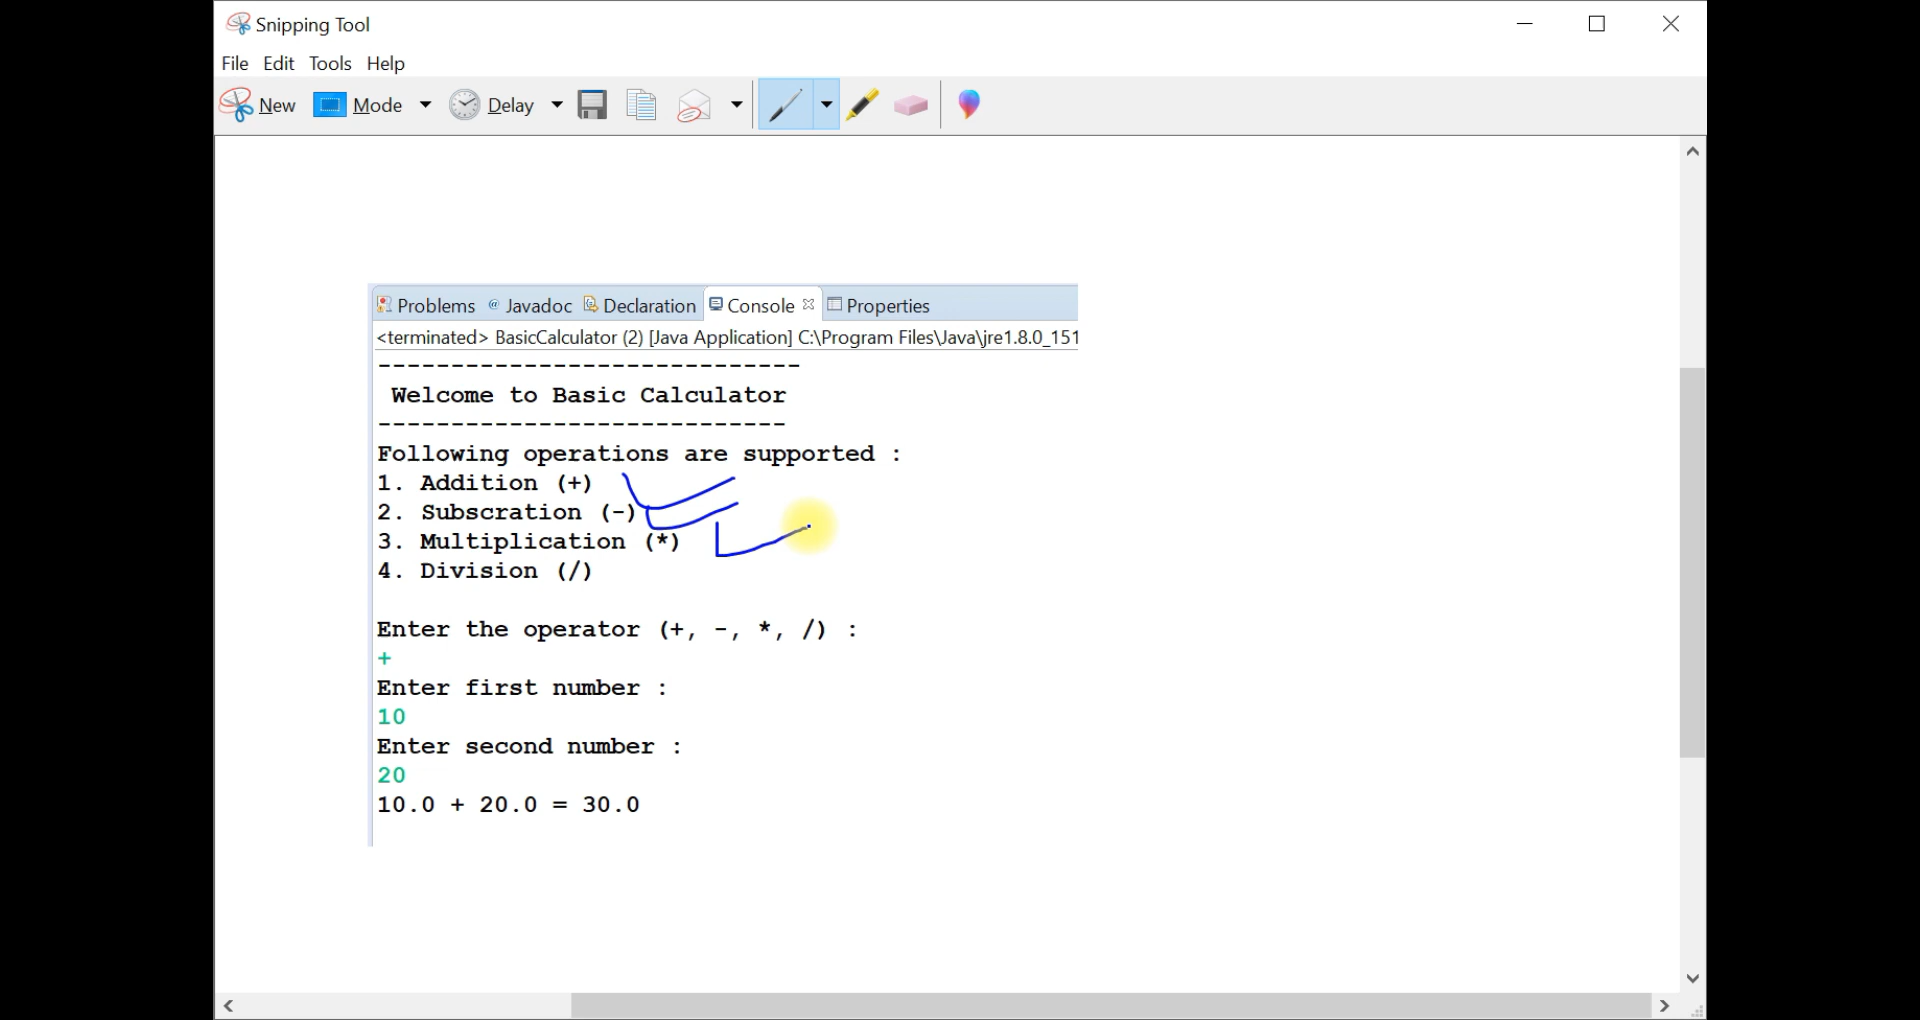 Snipping Tool
File Edit Tools Help
New Mode Delay
Problems @ Javadoc Declaration Console Properties
<terminated> BasicCalculator (2) [Java Application] C:\Program Files\Java\jre1.8.0_151
-----------------------------
Welcome to Basic Calculator
----------------------------
Following operations are supported :
1. Addition (+)
2. Subscration (-)
3. Multiplication (*)
4. Division (/)
Enter the operator (+, -, *, /) :
+
Enter first number :
10
Enter second number :
20
10.0 + 20.0 = 30.0